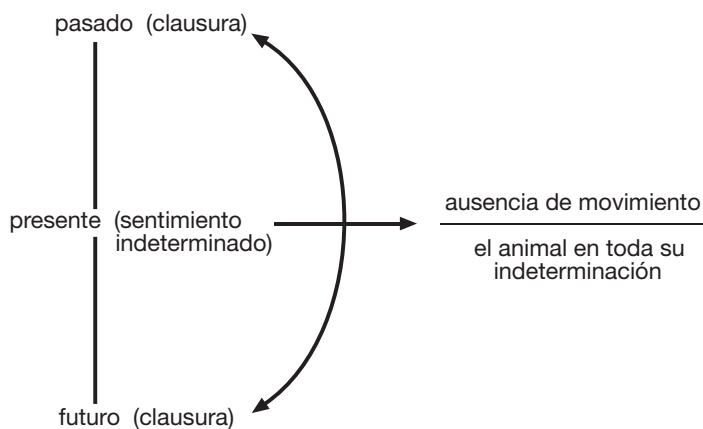 pasado (clausura)
presente (sentimiento
indeterminado)
ausencia de movimiento
el animal en toda su
indeterminación
futuro (clausura)